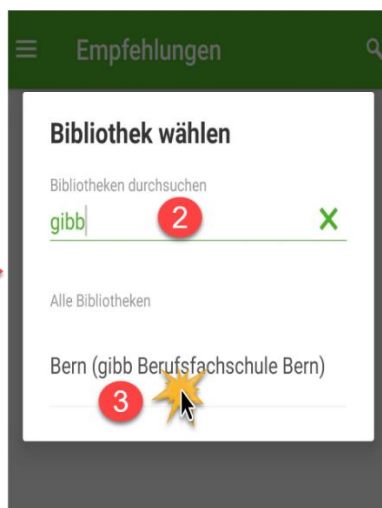 Empfehlungen
Bibliothek wählen
Bibliotheken durchsuchen
gibb
2
Alle Bibliotheken
Bern (gibb Berufsfachschule Bern)
3